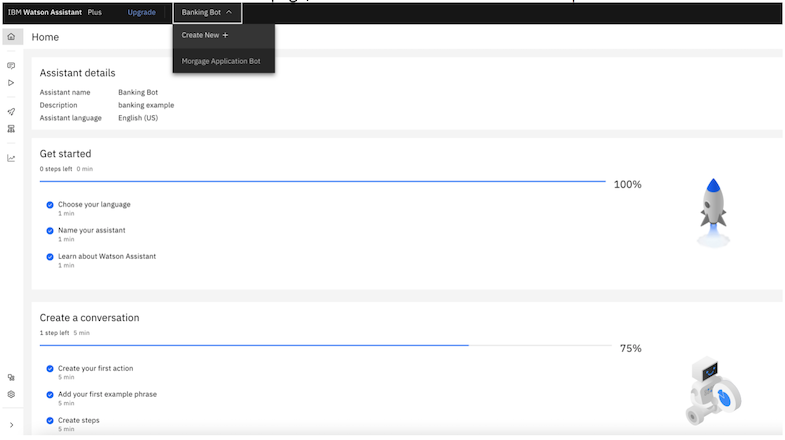 IBM Watson Assistant Plus Upgrade Banking Bot
Create New +
Morgage Application Bot
Home
Assistant details
Assistant name Banking Bot
Description banking example
Assistant language English (US)
Get started
0 steps left 0 min
100%
Choose your language
1 min
Name your assistant
1 min
Learn about Watson Assistant
1 min
Create a conversation
1 step left 5 min
75%
Create your first action
5 min
Add your first example phrase
5 min
Create steps
5 min